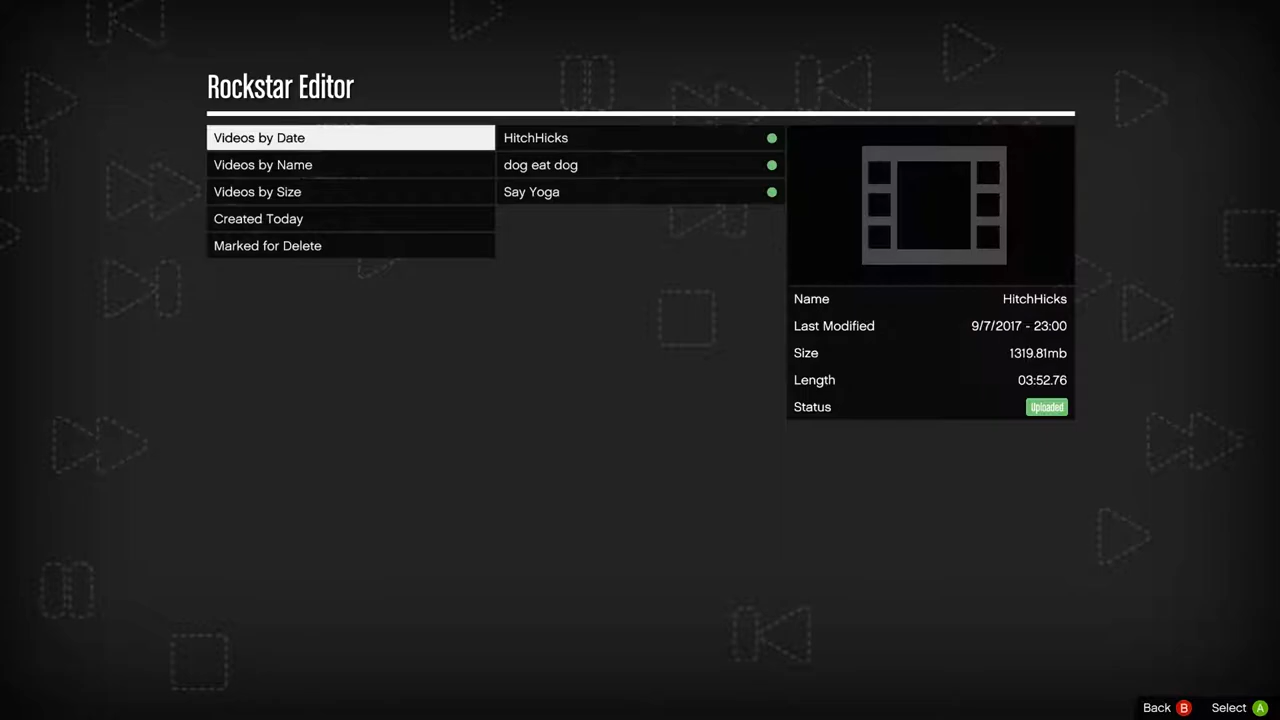 Rockstar Editor
Videos by Date
Videos by Name
Videos by Size
Created Today
Marked for Delete
HitchHicks
dog eat dog
Say Yoga
Name HitchHicks
Last Modified 9/7/2017 - 23:00
Size 1319.81mb
Length 03:52.76
Status Uploaded
Back B Select A